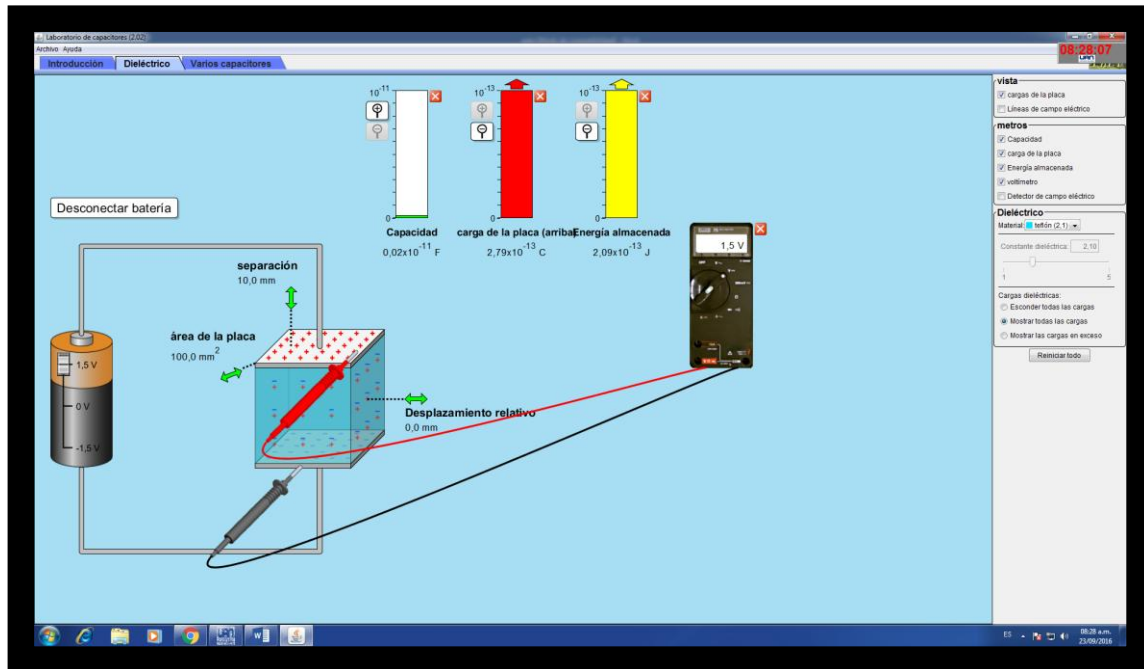 Laboratorio de capacitores (2.02)
Archivo Ayuda
08:28:07
UAN
Introducción Dieléctrico Varios capacitores
10-11
10-13
10-13
0
0
0
Capacidad
carga de la placa (arriba)
Energía almacenada
0,02x10-11 F
2,79x10-13 C
2,09x10-13 J
Desconectar batería
separación
10,0 mm
área de la placa
100,0 mm2
1,5 V
0 V
-1,5 V
Desplazamiento relativo
0,0 mm
1,5 V
vista
cargas de la placa
Líneas de campo eléctrico
metros
Capacidad
carga de la placa
Energía almacenada
voltímetro
Detector de campo eléctrico
Dieléctrico
Material: teflón (2,1)
Constante dieléctrica: 2,10
1 5
Cargas dieléctricas:
Esconder todas las cargas
Mostrar todas las cargas
Mostrar las cargas en exceso
Reiniciar todo
UAN
ES
08:28 a.m.
23/09/2016